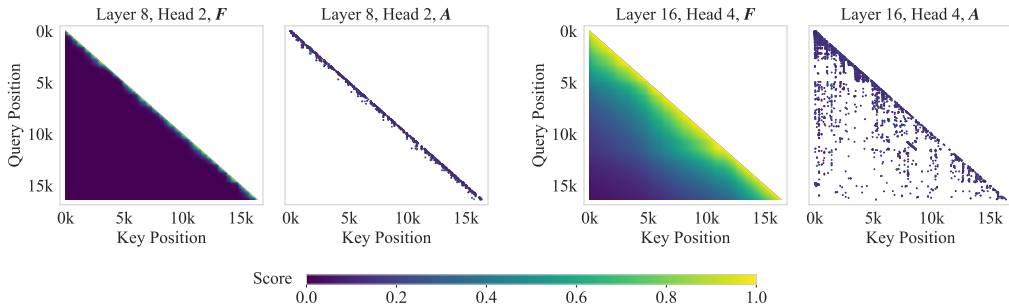 Layer 8, Head 2, F
Layer 8, Head 2, A
Layer 16, Head 4, F
Layer 16, Head 4, A
Query Position
0k
5k
10k
15k
0k 5k 10k 15k
Key Position
0k 5k 10k 15k
Key Position
Query Position
0k
5k
10k
15k
0k 5k 10k 15k
Key Position
0k 5k 10k 15k
Key Position
Score
0.0 0.2 0.4 0.6 0.8 1.0